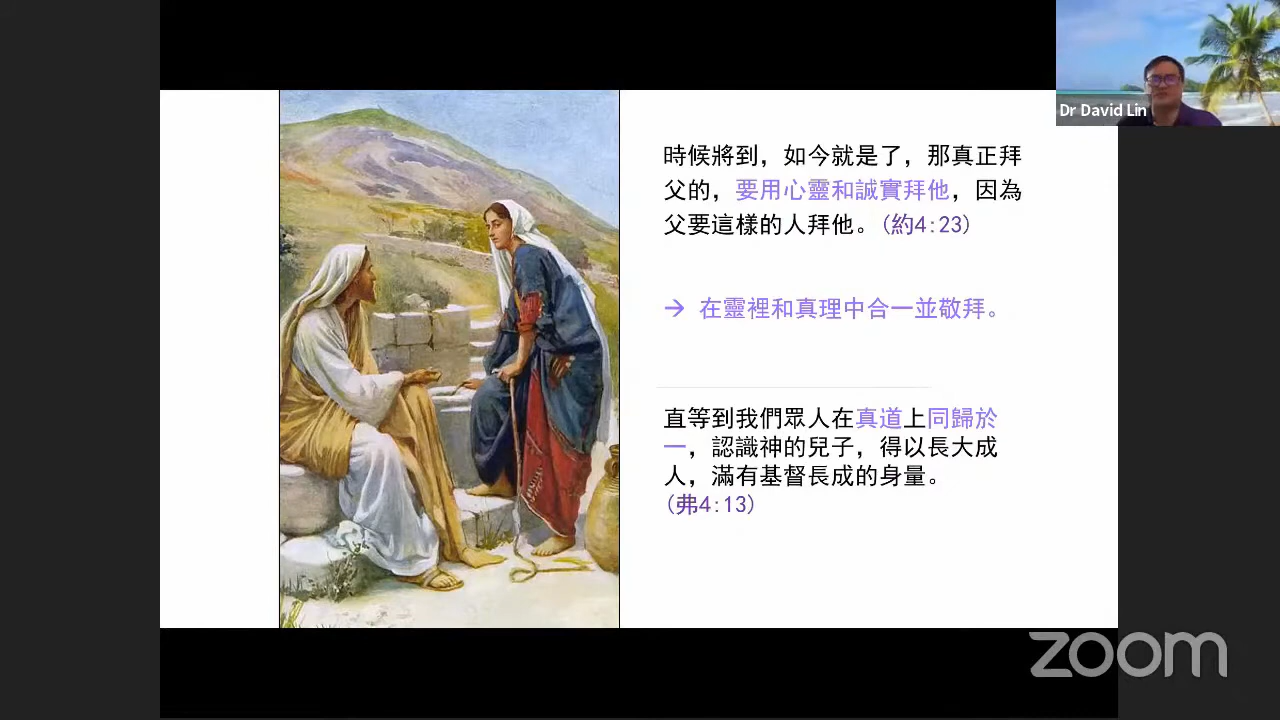 Dr David Lin
時候將到，如今就是了，那真正拜
父的，要用心靈和誠實拜他，因為
父要這樣的人拜他。(約4:23)
→ 在靈裡和真理中合一並敬拜。
直等到我們眾人在真道上同歸於
一，認識神的兒子，得以長大成
人，滿有基督長成的身量。
(弗4:13)
zoom